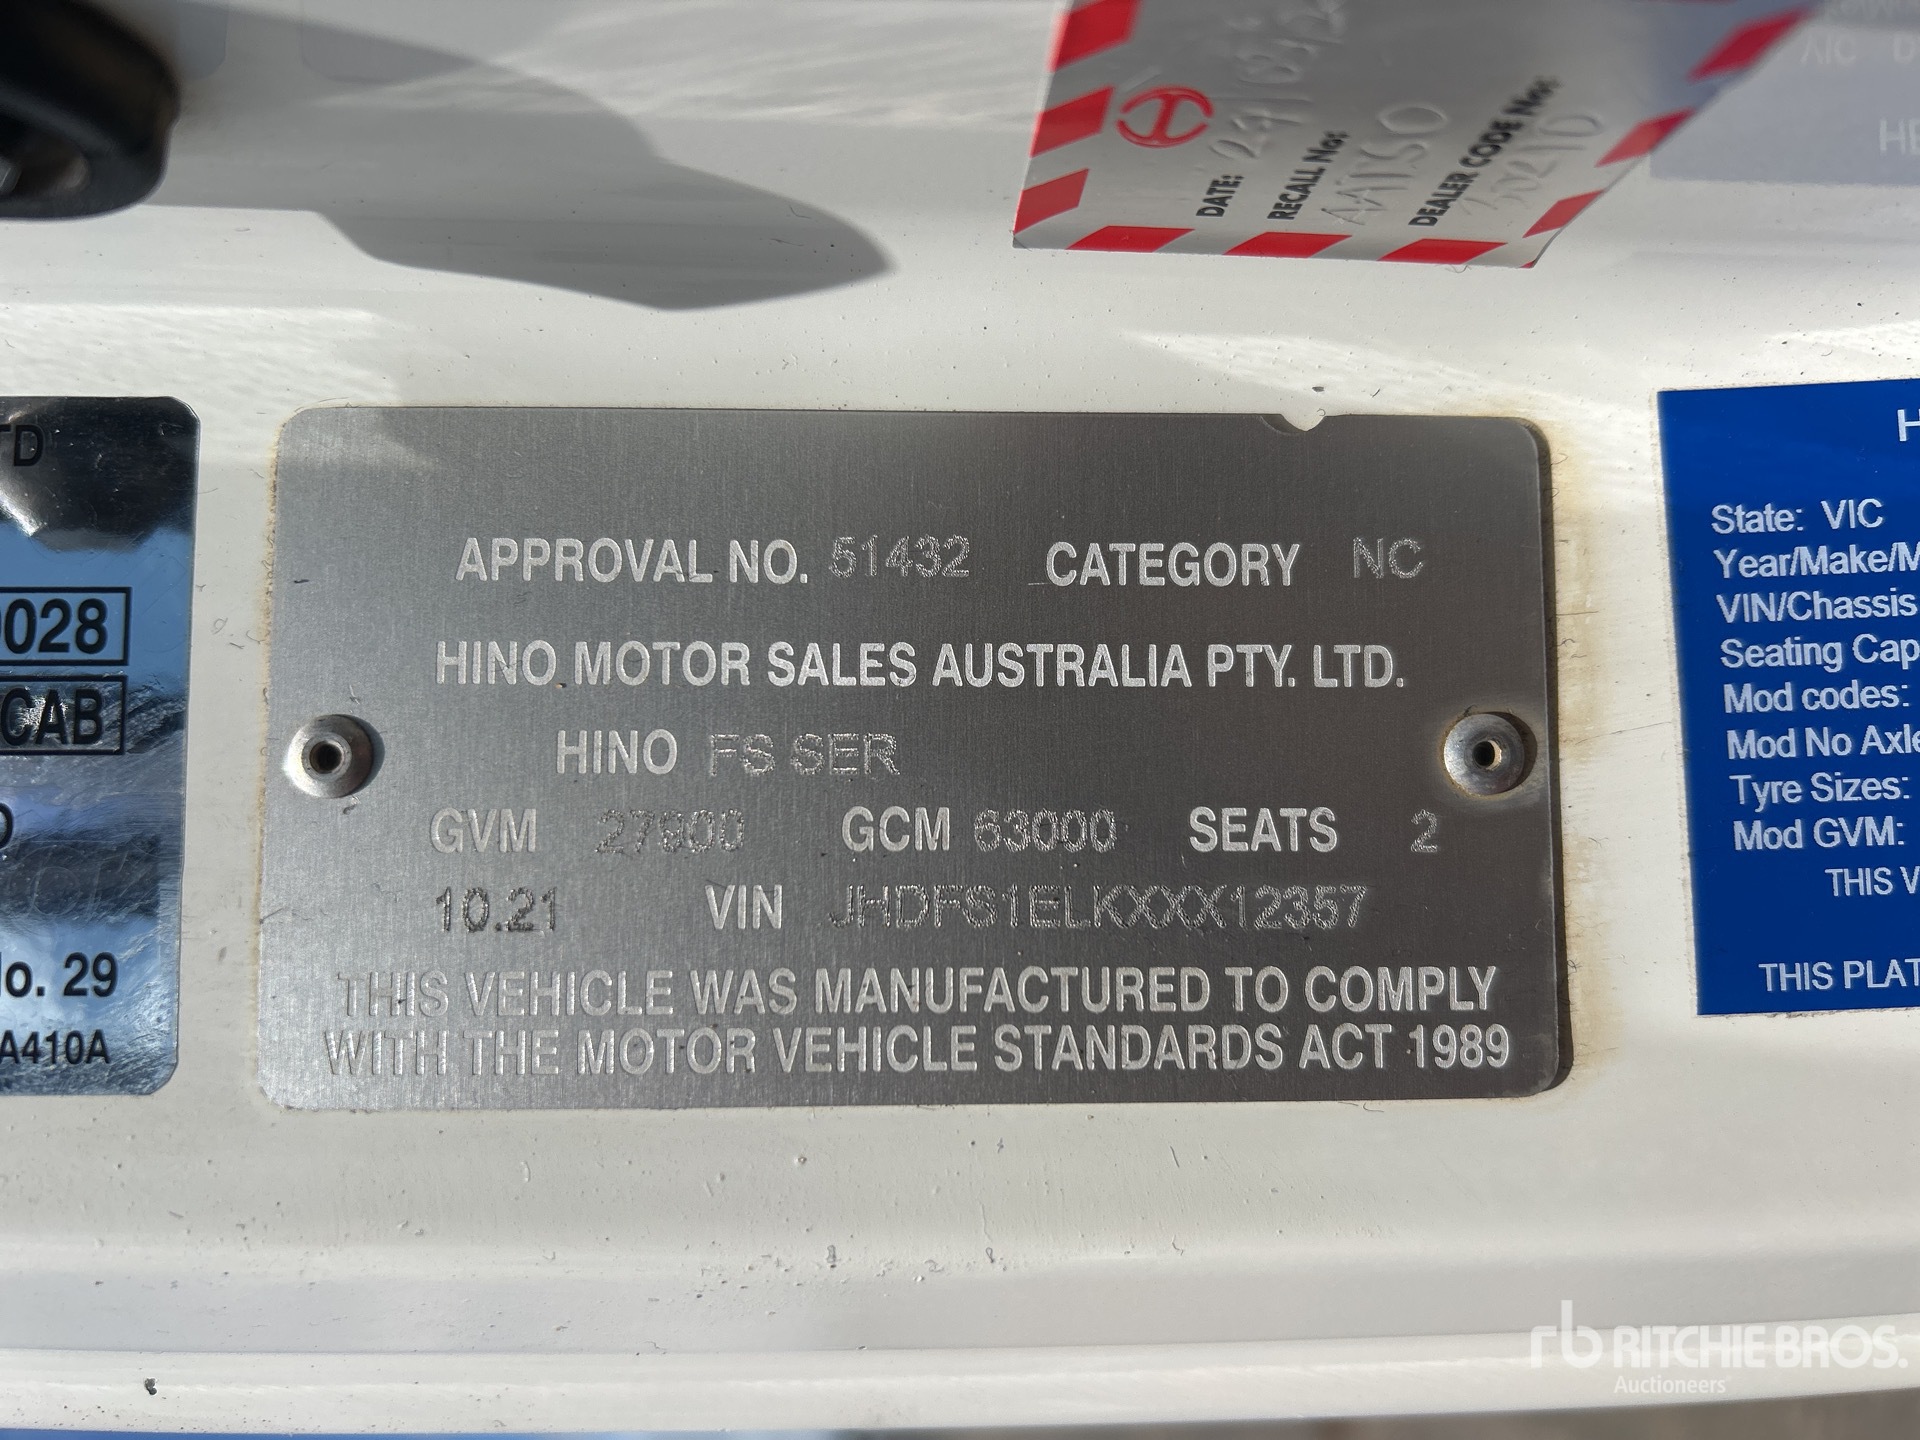 DATE:
RECALL No:
AA1SO
DEALER CODE No:
TD
0028
CAB
No. 29
A410A
APPROVAL NO. 51432 CATEGORY NC
HINO MOTOR SALES AUSTRALIA PTY. LTD.
HINO FS SER
GVM 27800 GCM 63000 SEATS 2
10.21 VIN JHDFS1ELKXXX12357
THIS VEHICLE WAS MANUFACTURED TO COMPLY
WITH THE MOTOR VEHICLE STANDARDS ACT 1989
H
State: VIC
Year/Make/M
VIN/Chassis
Seating Cap
Mod codes:
Mod No Axle
Tyre Sizes:
Mod GVM:
THIS V
THIS PLAT
rb RITCHIE BROS.
Auctioneers